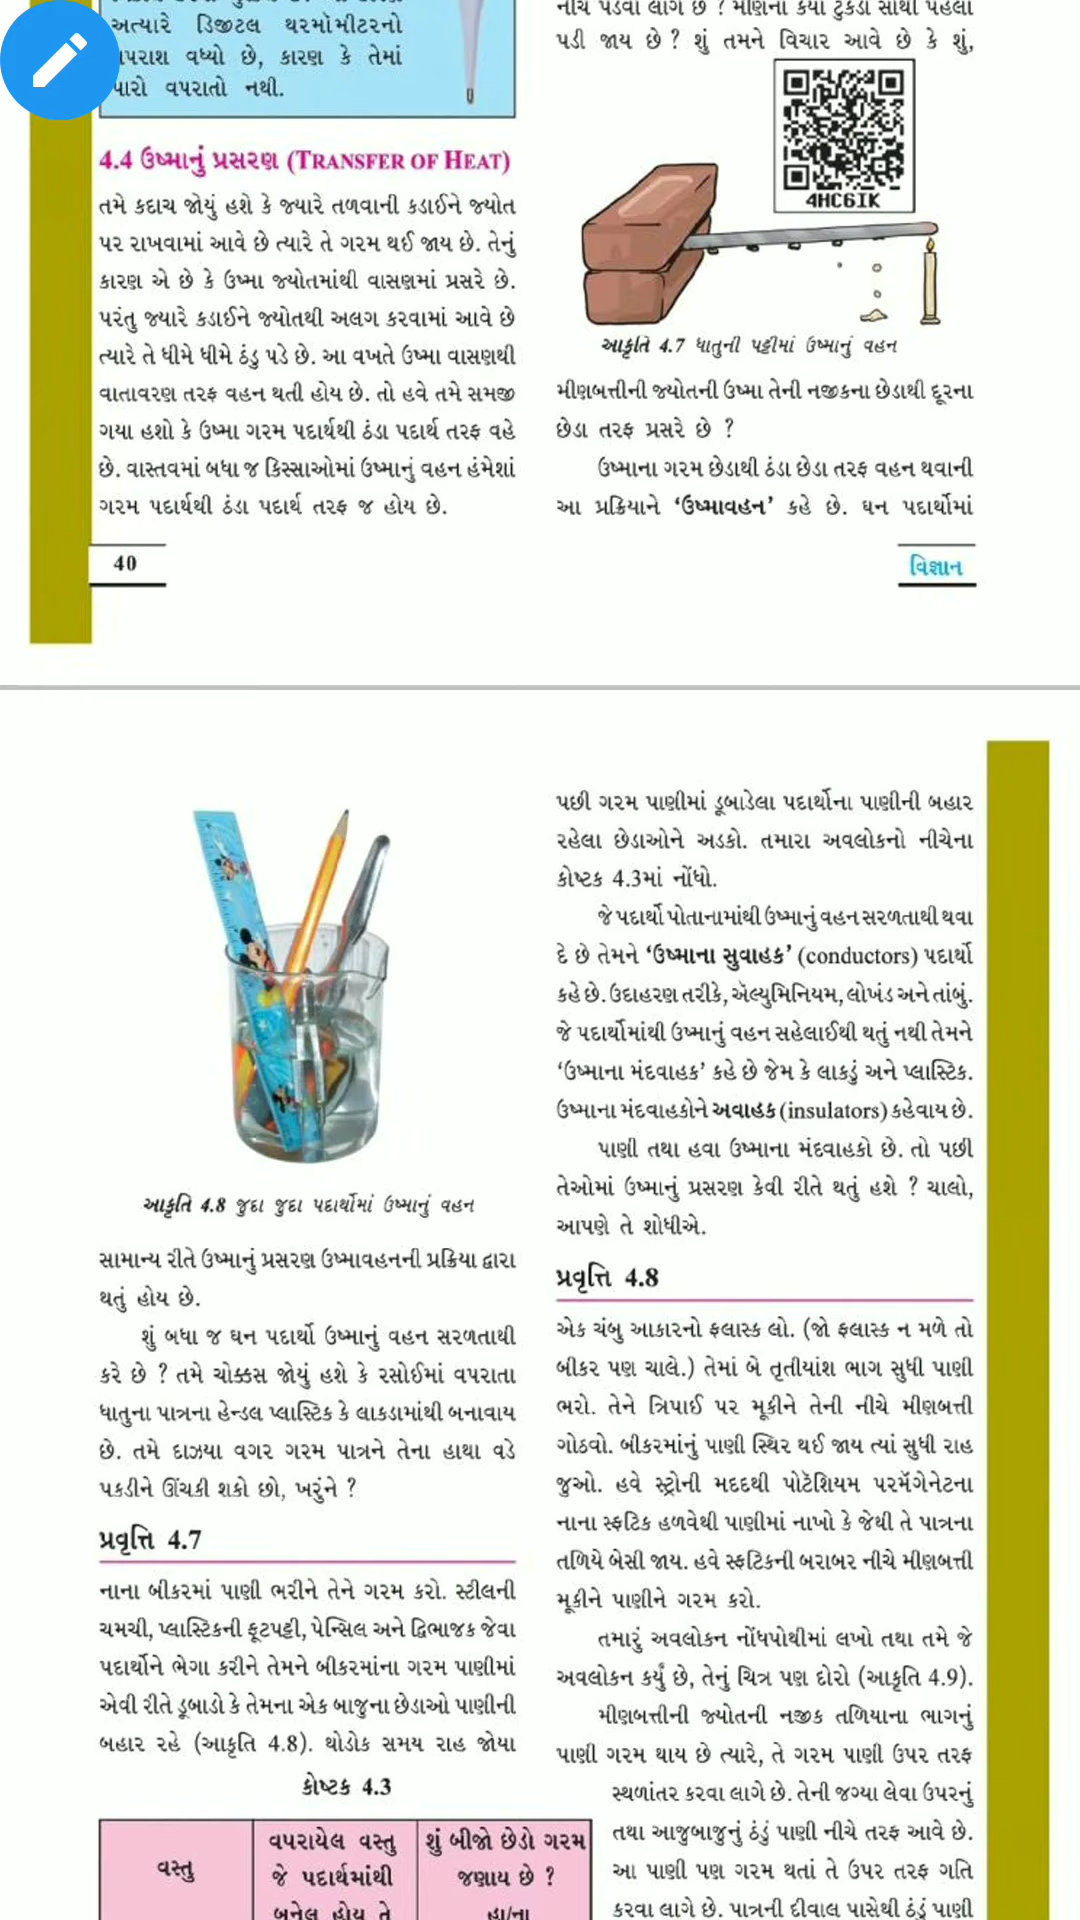 અત્યારે ડિજીટલ થરમૉમીટરનો
વપરાશ વધ્યો છે, કારણ કે તેમાં
પારો વપરાતો નથી.
4.4 ઉષ્માનું પ્રસરણ (TRANSFER OF HEAT)
તમે કદાચ જોયું હશે કે જ્યારે તળવાની કડાઈને જ્યોત
પર રાખવામાં આવે છે ત્યારે તે ગરમ થઈ જાય છે. તેનું
કારણ એ છે કે ઉષ્મા જ્યોતમાંથી વાસણમાં પ્રસરે છે.
પરંતુ જ્યારે કડાઈને જ્યોતથી અલગ કરવામાં આવે છે
ત્યારે તે ધીમે ધીમે ઠંડુ પડે છે. આ વખતે ઉષ્મા વાસણથી
વાતાવરણ તરફ વહન થતી હોય છે. તો હવે તમે સમજી
ગયા હશો કે ઉષ્મા ગરમ પદાર્થથી ઠંડા પદાર્થ તરફ વહે
છે. વાસ્તવમાં બધા જ કિસ્સાઓમાં ઉષ્માનું વહન હંમેશાં
ગરમ પદાર્થથી ઠંડા પદાર્થ તરફ જ હોય છે.
નીચે પડવા લાગે છે ? મીણના કયા ટુકડા સૌથી પહેલા
પડી જાય છે ? શું તમને વિચાર આવે છે કે શું,
4HC6IK
આકૃતિ 4.7 ધાતુની પટ્ટીમાં ઉષ્માનું વહન
મીણબત્તીની જ્યોતની ઉષ્મા તેની નજીકના છેડાથી દૂરના
છેડા તરફ પ્રસરે છે ?
ઉષ્માના ગરમ છેડાથી ઠંડા છેડા તરફ વહન થવાની
આ પ્રક્રિયાને ‘ઉષ્માવહન’ કહે છે. ઘન પદાર્થોમાં
40
વિજ્ઞાન
આકૃતિ 4.8 જુદા જુદા પદાર્થોમાં ઉષ્માનું વહન
સામાન્ય રીતે ઉષ્માનું પ્રસરણ ઉષ્માવહનની પ્રક્રિયા દ્વારા
થતું હોય છે.
શું બધા જ ઘન પદાર્થો ઉષ્માનું વહન સરળતાથી
કરે છે ? તમે ચોક્કસ જોયું હશે કે રસોઈમાં વપરાતા
ધાતુના પાત્રના હેન્ડલ પ્લાસ્ટિક કે લાકડામાંથી બનાવાય
છે. તમે દાઝ્યા વગર ગરમ પાત્રને તેના હાથા વડે
પકડીને ઊંચકી શકો છો, ખરુંને ?
પ્રવૃત્તિ 4.7
નાના બીકરમાં પાણી ભરીને તેને ગરમ કરો. સ્ટીલની
ચમચી, પ્લાસ્ટિકની ફૂટપટ્ટી, પેન્સિલ અને દ્વિભાજક જેવા
પદાર્થોને ભેગા કરીને તેમને બીકરમાંના ગરમ પાણીમાં
એવી રીતે ડૂબાડો કે તેમના એક બાજુના છેડાઓ પાણીની
બહાર રહે (આકૃતિ 4.8). થોડોક સમય રાહ જોયા
કોષ્ટક 4.3
વસ્તુ
વપરાયેલ વસ્તુ
જે પદાર્થમાંથી
બનેલ હોય તે
શું બીજો છેડો ગરમ
જણાય છે ?
હા/ના
પછી ગરમ પાણીમાં ડૂબાડેલા પદાર્થોના પાણીની બહાર
રહેલા છેડાઓને અડકો. તમારા અવલોકનો નીચેના
કોષ્ટક 4.3માં નોંધો.
જે પદાર્થો પોતાનામાંથી ઉષ્માનું વહન સરળતાથી થવા
દે છે તેમને ‘ઉષ્માના સુવાહક’ (conductors) પદાર્થો
કહે છે. ઉદાહરણ તરીકે, ઍલ્યુમિનિયમ, લોખંડ અને તાંબું.
જે પદાર્થોમાંથી ઉષ્માનું વહન સહેલાઈથી થતું નથી તેમને
‘ઉષ્માના મંદવાહક’ કહે છે જેમ કે લાકડું અને પ્લાસ્ટિક.
ઉષ્માના મંદવાહકોને અવાહક (insulators) કહેવાય છે.
પાણી તથા હવા ઉષ્માના મંદવાહકો છે. તો પછી
તેઓમાં ઉષ્માનું પ્રસરણ કેવી રીતે થતું હશે ? ચાલો,
આપણે તે શોધીએ.
પ્રવૃત્તિ 4.8
એક ચંબુ આકારનો ફલાસ્ક લો. (જો ફલાસ્ક ન મળે તો
બીકર પણ ચાલે.) તેમાં બે તૃતીયાંશ ભાગ સુધી પાણી
ભરો. તેને ત્રિપાઈ પર મૂકીને તેની નીચે મીણબત્તી
ગોઠવો. બીકરમાંનું પાણી સ્થિર થઈ જાય ત્યાં સુધી રાહ
જુઓ. હવે સ્ટ્રોની મદદથી પોટૅશિયમ પરમૅંગેનેટના
નાના સ્ફટિક હળવેથી પાણીમાં નાખો કે જેથી તે પાત્રના
તળિયે બેસી જાય. હવે સ્ફટિકની બરાબર નીચે મીણબત્તી
મૂકીને પાણીને ગરમ કરો.
તમારું અવલોકન નોંધપોથીમાં લખો તથા તમે જે
અવલોકન કર્યું છે, તેનું ચિત્ર પણ દોરો (આકૃતિ 4.9).
મીણબત્તીની જ્યોતની નજીક તળિયાના ભાગનું
પાણી ગરમ થાય છે ત્યારે, તે ગરમ પાણી ઉપર તરફ
સ્થળાંતર કરવા લાગે છે. તેની જગ્યા લેવા ઉપરનું
તથા આજુબાજુનું ઠંડું પાણી નીચે તરફ આવે છે.
આ પાણી પણ ગરમ થતાં તે ઉપર તરફ ગતિ
કરવા લાગે છે. પાત્રની દીવાલ પાસેથી ઠંડું પાણી